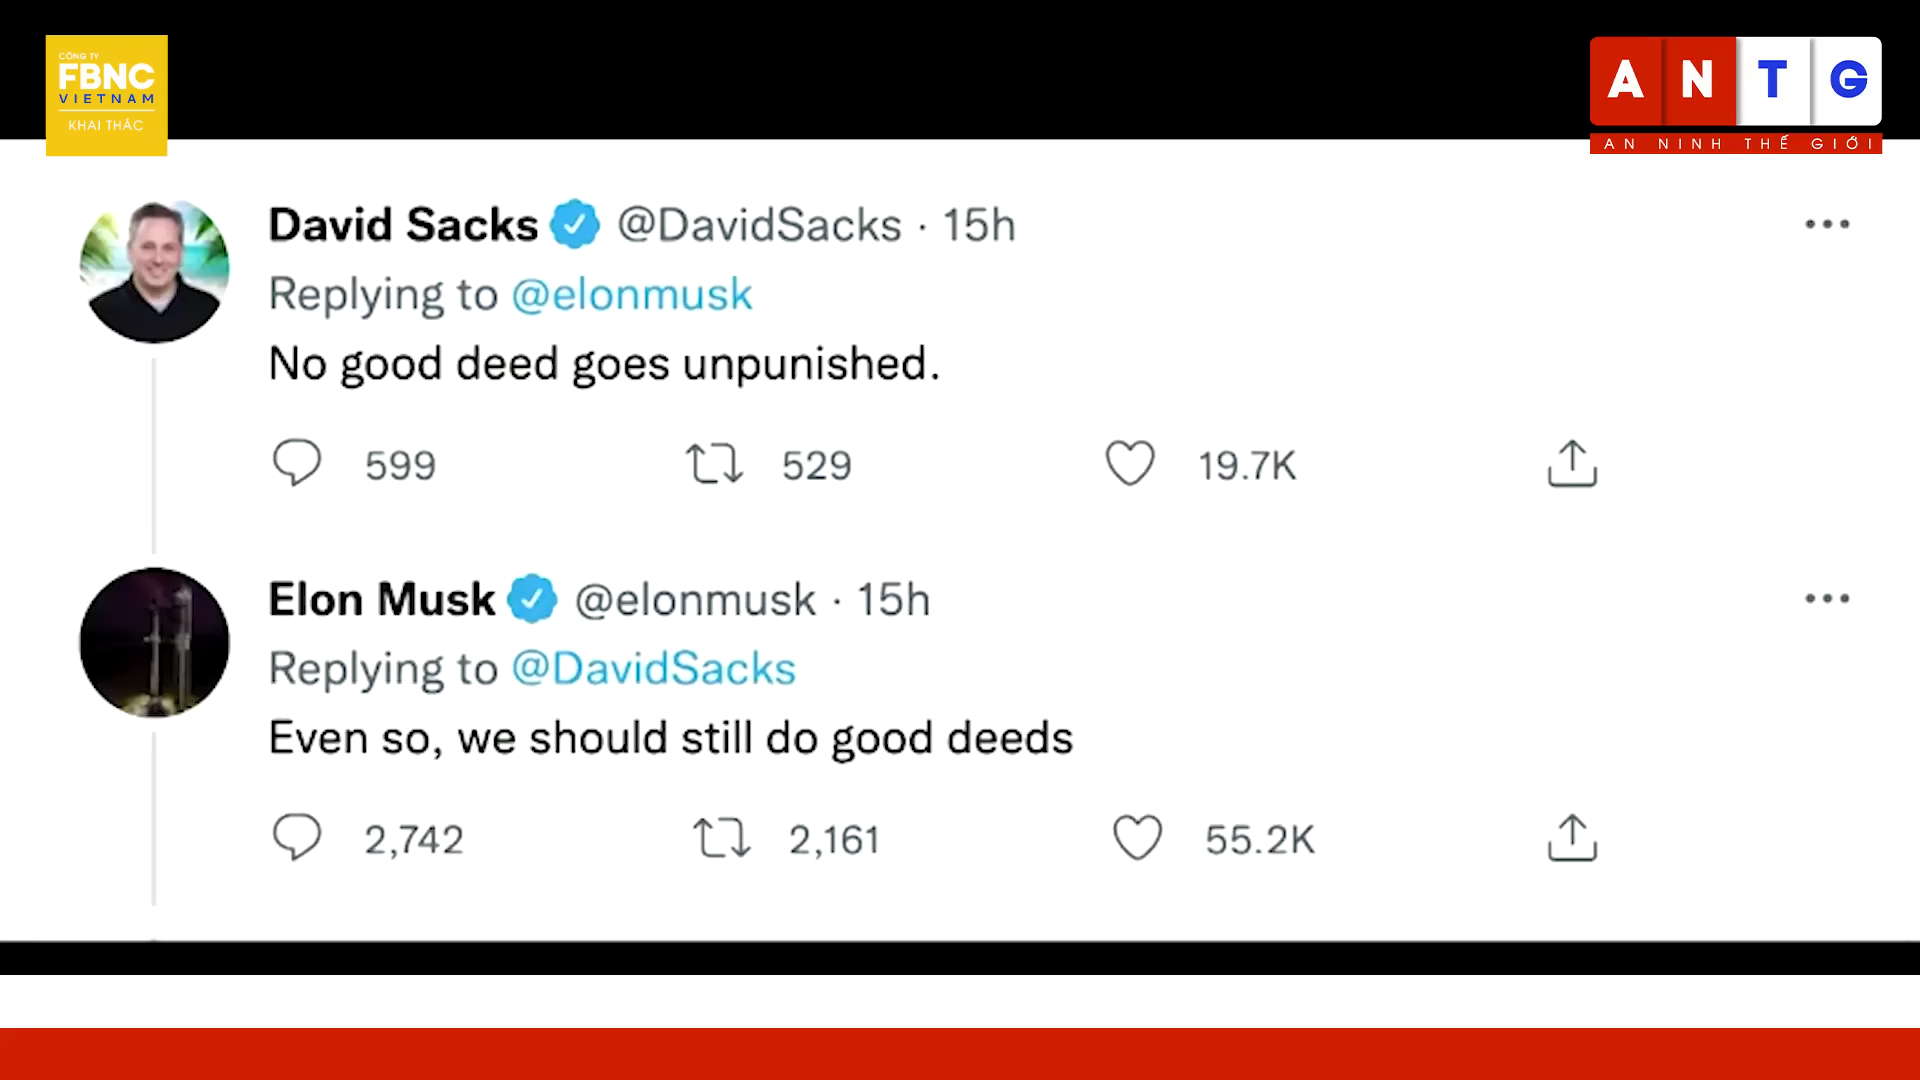 CÔNG TY
FBNC
VIETNAM
KHAI THÁC
A N T G
AN NINH THẾ GIỚI
David Sacks @DavidSacks · 15h
Replying to @elonmusk
No good deed goes unpunished.
599 529 19.7K
Elon Musk @elonmusk · 15h
Replying to @DavidSacks
Even so, we should still do good deeds
2,742 2,161 55.2K